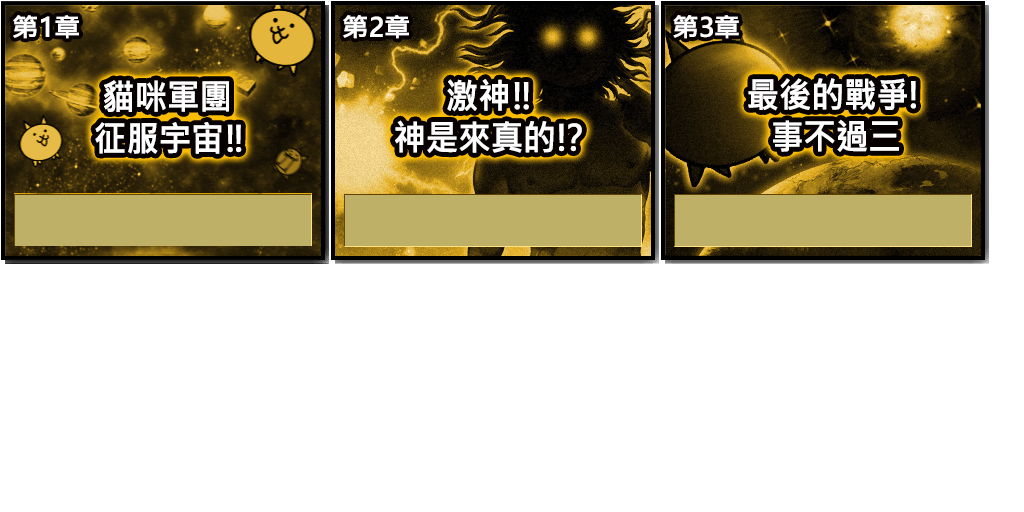 第1章
貓咪軍團
征服宇宙!!
第2章
激神!!
神是來真的!?
第3章
最後的戰爭!
事不過三